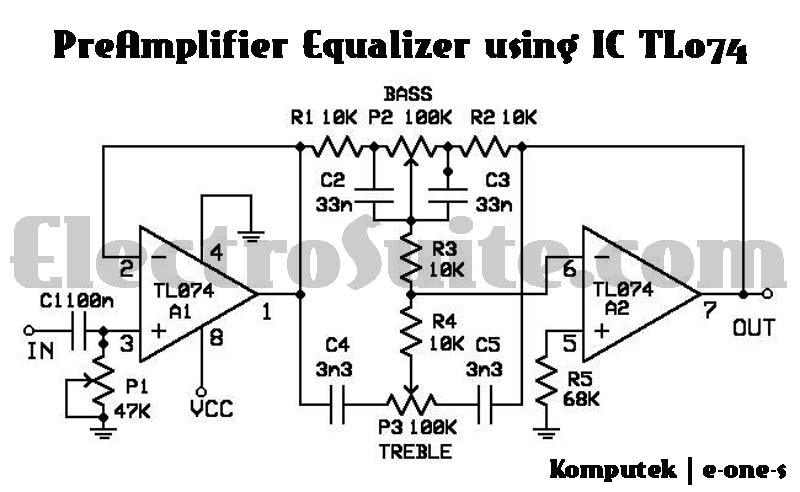 PreAmplifier Equalizer using IC TL074
BASS
R1 10K P2 100K R2 10K
C2
33n
C3
33n
ElectroSuite.com
4
2
-
TL074
A1
1
C1 100n
+
3
8
IN
P1
47K
VCC
R3
10K
R4
10K
C4
3n3
C5
3n3
P3 100K
TREBLE
6
-
TL074
A2
7
OUT
5
+
R5
68K
Komputek | e-one-s